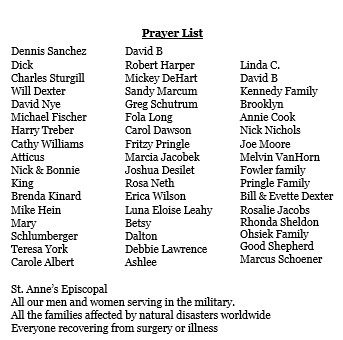 Prayer List
Dennis Sanchez
Dick
Charles Sturgill
Will Dexter
David Nye
Michael Fischer
Harry Treber
Cathy Williams
Atticus
Nick & Bonnie
King
Brenda Kinard
Mike Hein
Mary
Schlumberger
Teresa York
Carole Albert
David B
Robert Harper
Mickey DeHart
Sandy Marcum
Greg Schutrum
Fola Long
Carol Dawson
Fritzy Pringle
Marcia Jacobek
Joshua Desilet
Rosa Neth
Erica Wilson
Luna Eloise Leahy
Betsy
Dalton
Debbie Lawrence
Ashlee
Linda C.
David B
Kennedy Family
Brooklyn
Annie Cook
Nick Nichols
Joe Moore
Melvin VanHorn
Fowler family
Pringle Family
Bill & Evette Dexter
Rosalie Jacobs
Rhonda Sheldon
Ohsiek Family
Good Shepherd
Marcus Schoener
St. Anne's Episcopal
All our men and women serving in the military.
All the families affected by natural disasters worldwide
Everyone recovering from surgery or illness